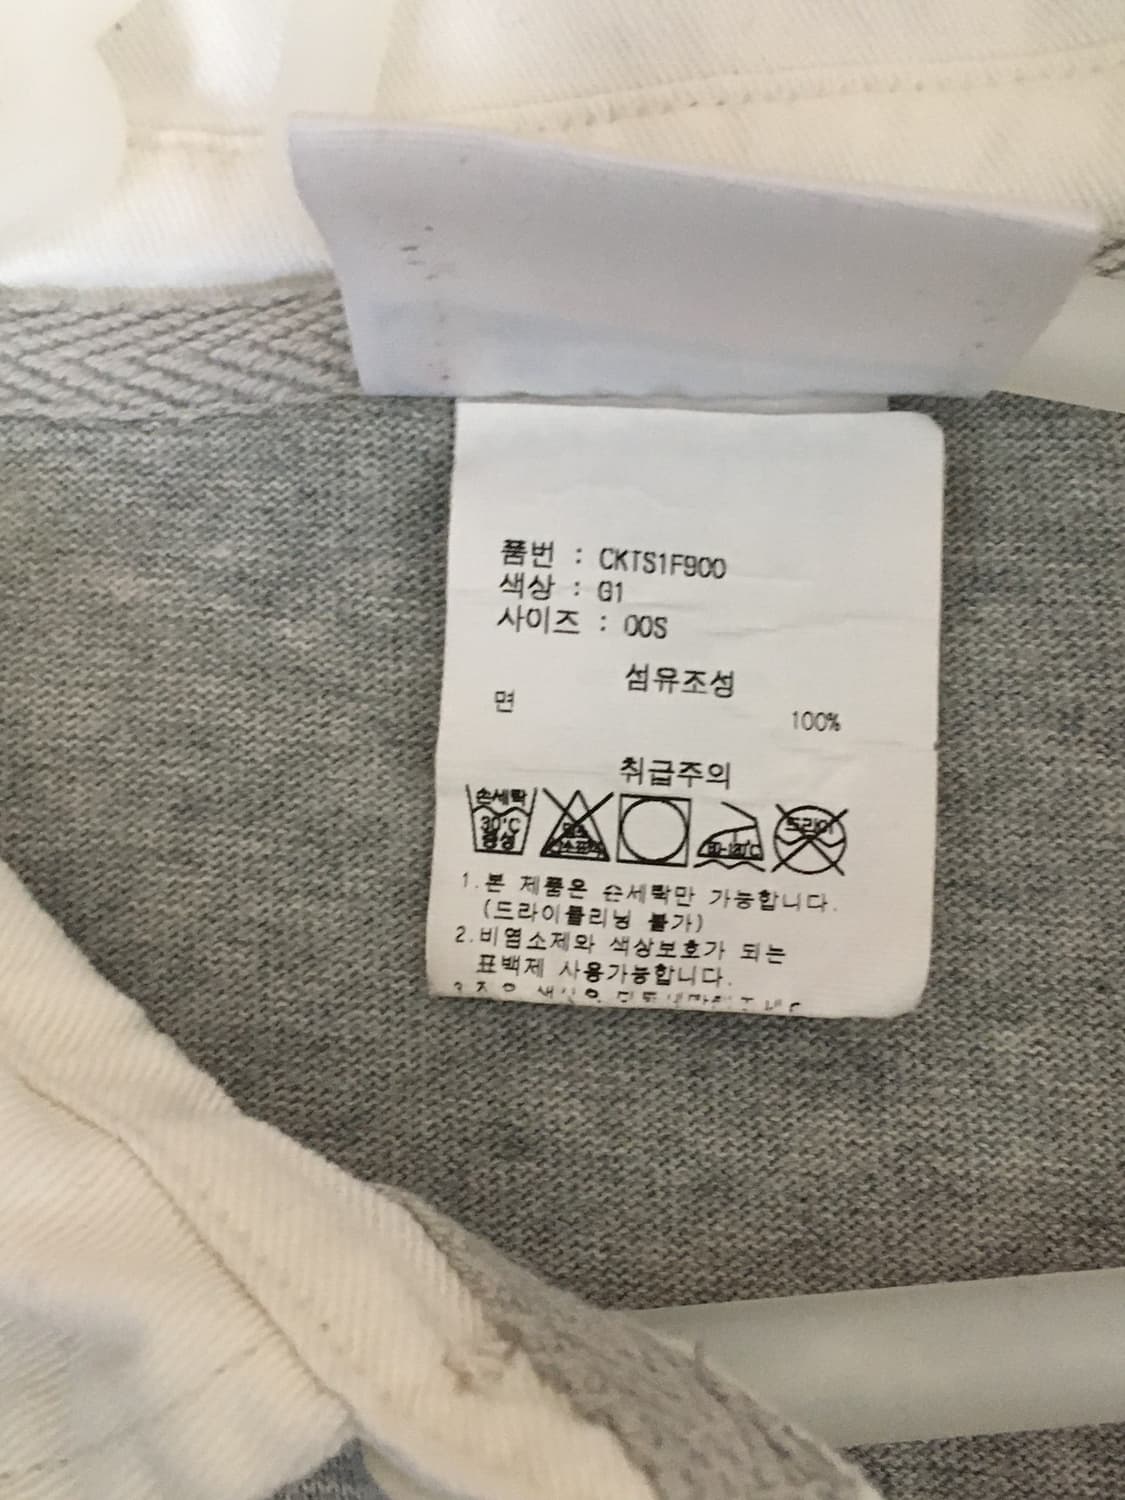 품번 : CKTS1F900
색상 : G1
사이즈 : 00S
섬유조성
면 100%
취급주의
손세탁
30℃
중성
드라이
1.본 제품은 손세탁만 가능합니다.
(드라이클리닝 불가)
2.비염소제와 색상보호가 되는
표백제 사용가능합니다.